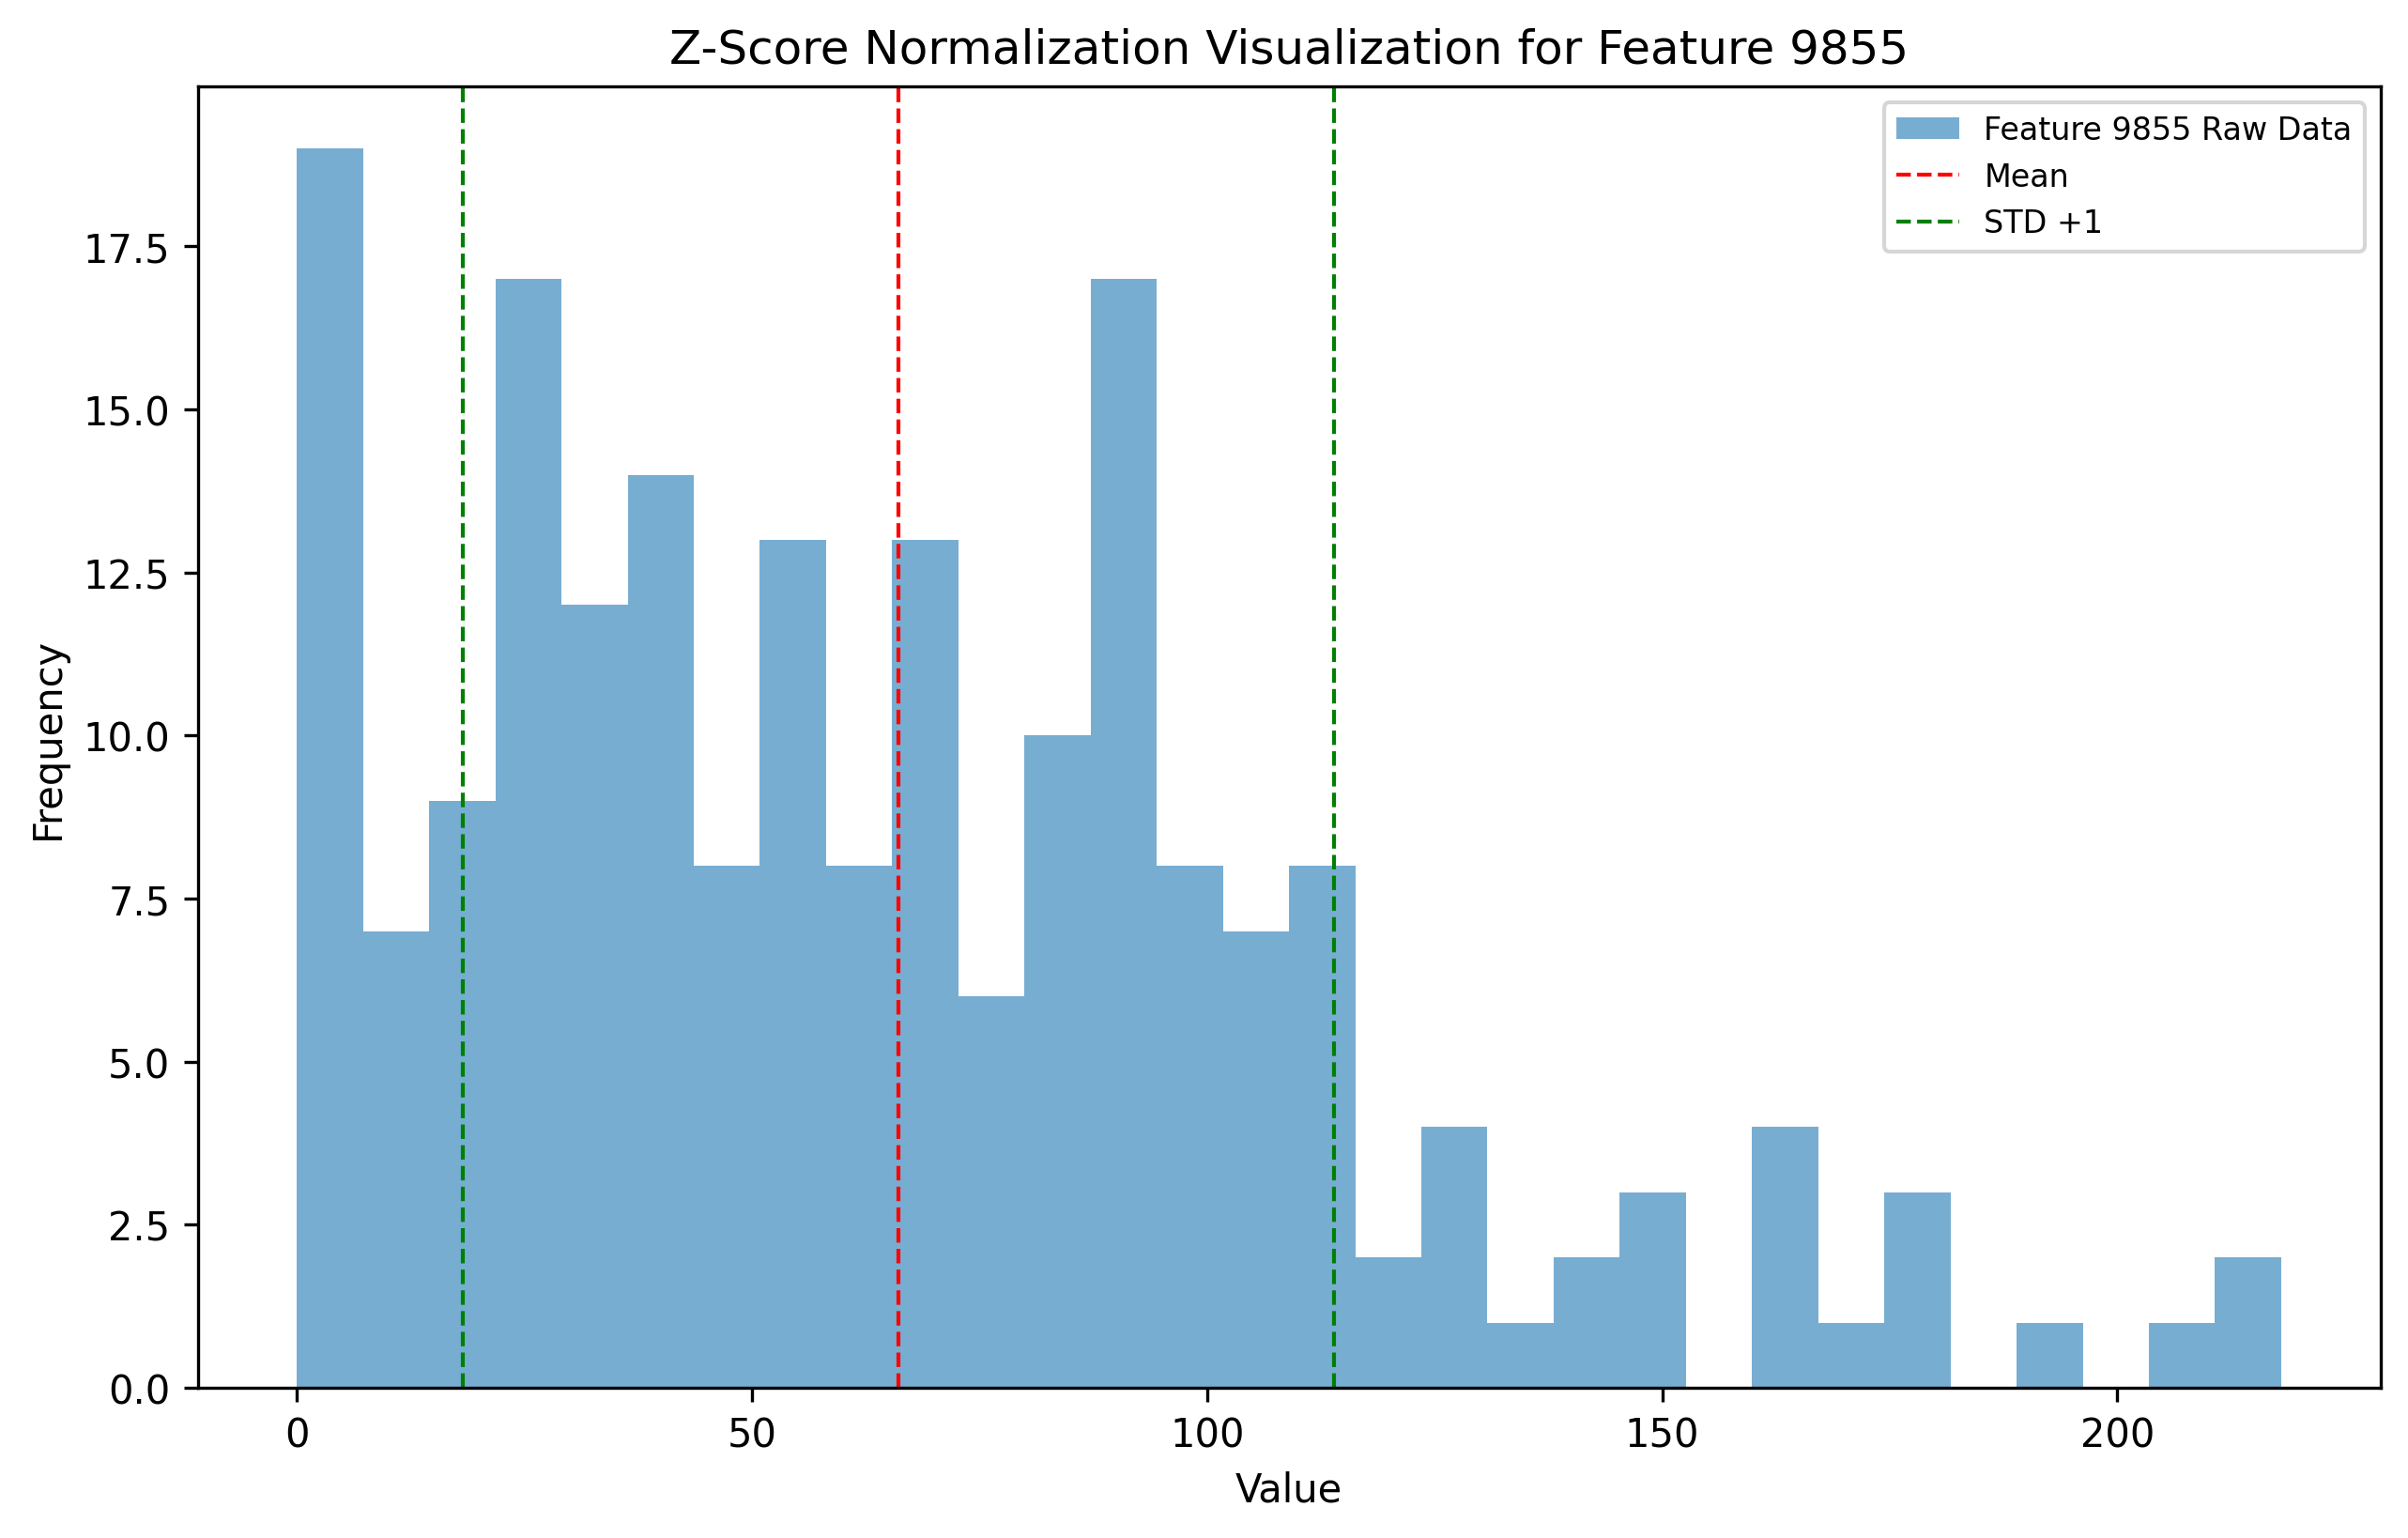 Z-Score Normalization Visualization for Feature 9855
Feature 9855 Raw Data
Mean
STD +1
17.5
15.0
12.5
10.0
7.5
5.0
2.5
0.0
Frequency
0 50 100 150 200
Value